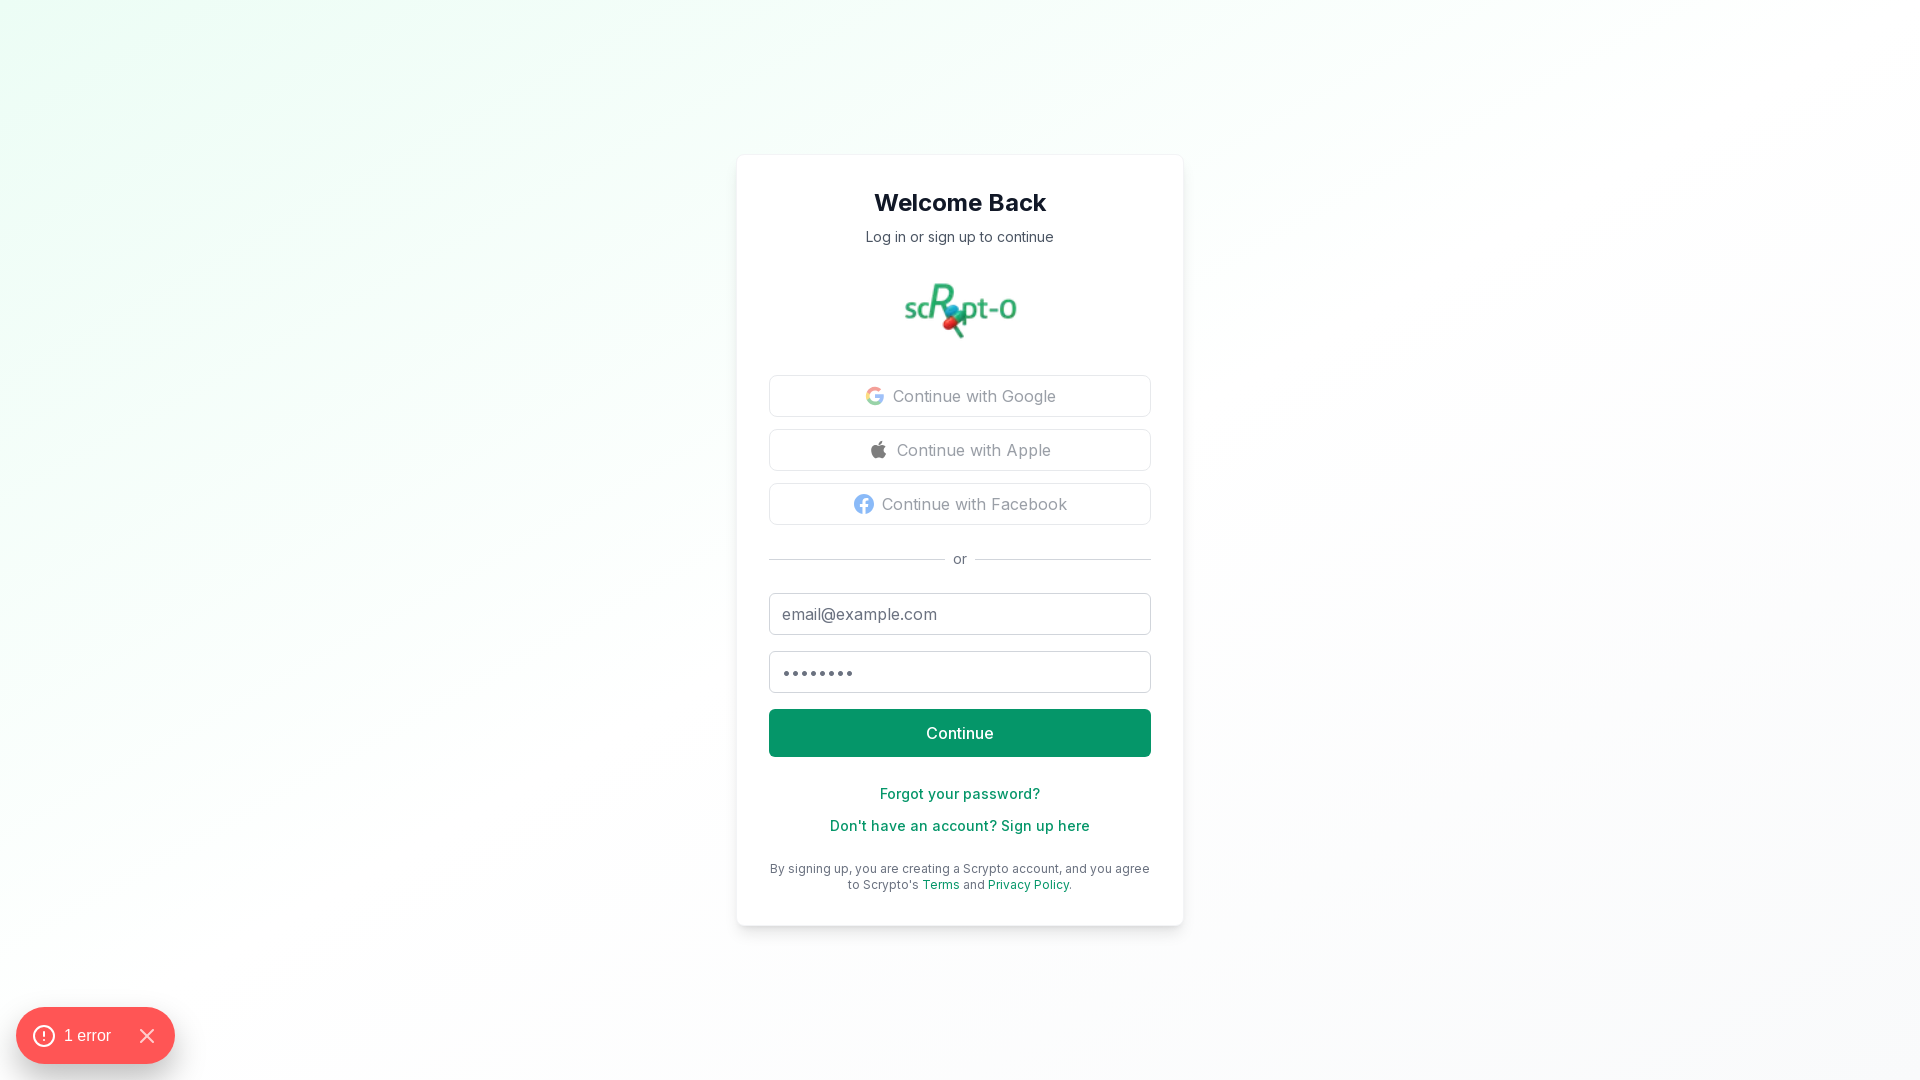 Welcome Back
Log in or sign up to continue
scRpt-O
Continue with Google
Continue with Apple
Continue with Facebook
or
email@example.com
••••••••
Continue
Forgot your password?
Don't have an account? Sign up here
By signing up, you are creating a Scrypto account, and you agree
to Scrypto's Terms and Privacy Policy.
1 error